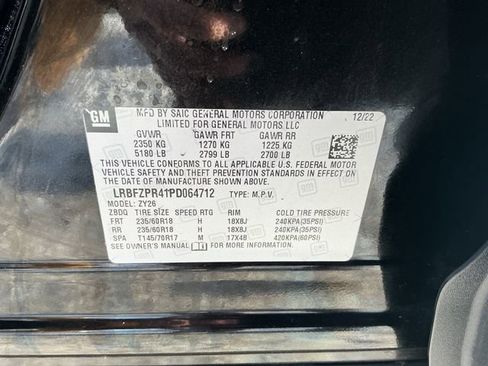 GM
MFD BY SAIC GENERAL MOTORS CORPORATION 12/22
LIMITED FOR GENERAL MOTORS LLC
GVWR GAWR FRT GAWR RR
2350 KG 1270 KG 1225 KG
5180 LB 2799 LB 2700 LB
THIS VEHICLE CONFORMS TO ALL APPLICABLE U.S. FEDERAL MOTOR
VEHICLE SAFETY AND THEFT PREVENTION STANDARDS IN EFFECT ON
THE DATE OF MANUFACTURE SHOWN ABOVE.
LRBFZPR41PD064712 TYPE: M.P.V.
MODEL: ZY26
ZBDQ TIRE SIZE SPEED RTG RIM COLD TIRE PRESSURE
FRT 235/60R18 H 18X8J 240KPA(35PSI)
RR 235/60R18 H 18X8J 240KPA(35PSI)
SPA T145/70R17 M 17X4B 420KPA(60PSI)
SEE OWNER'S MANUAL FOR MORE INFORMATION.